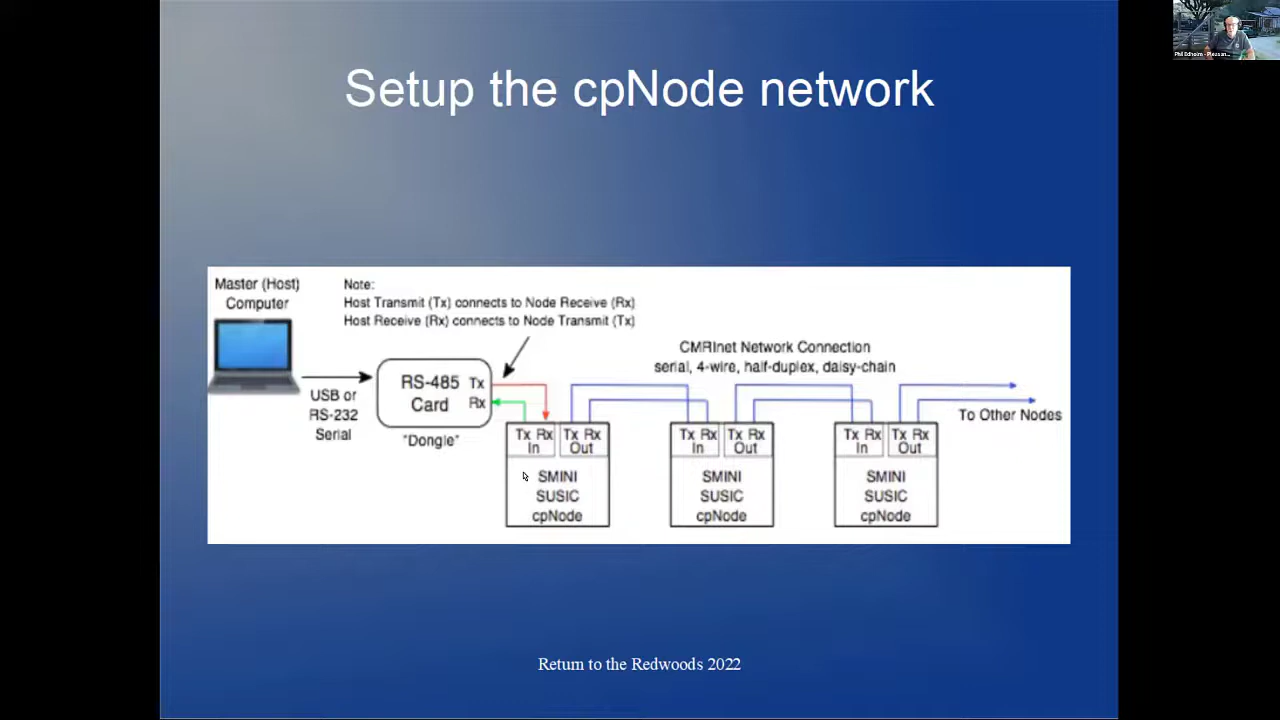 Setup the cpNode network
Master (Host)
Computer
Note:
Host Transmit (Tx) connects to Node Receive (Rx)
Host Receive (Rx) connects to Node Transmit (Tx)
USB or
RS-232
Serial
RS-485 Tx
Card Rx
"Dongle"
CMRInet Network Connection
serial, 4-wire, half-duplex, daisy-chain
To Other Nodes
Tx Rx Tx Rx
In Out
SMINI
SUSIC
cpNode
Tx Rx Tx Rx
In Out
SMINI
SUSIC
cpNode
Tx Rx Tx Rx
In Out
SMINI
SUSIC
cpNode
Return to the Redwoods 2022